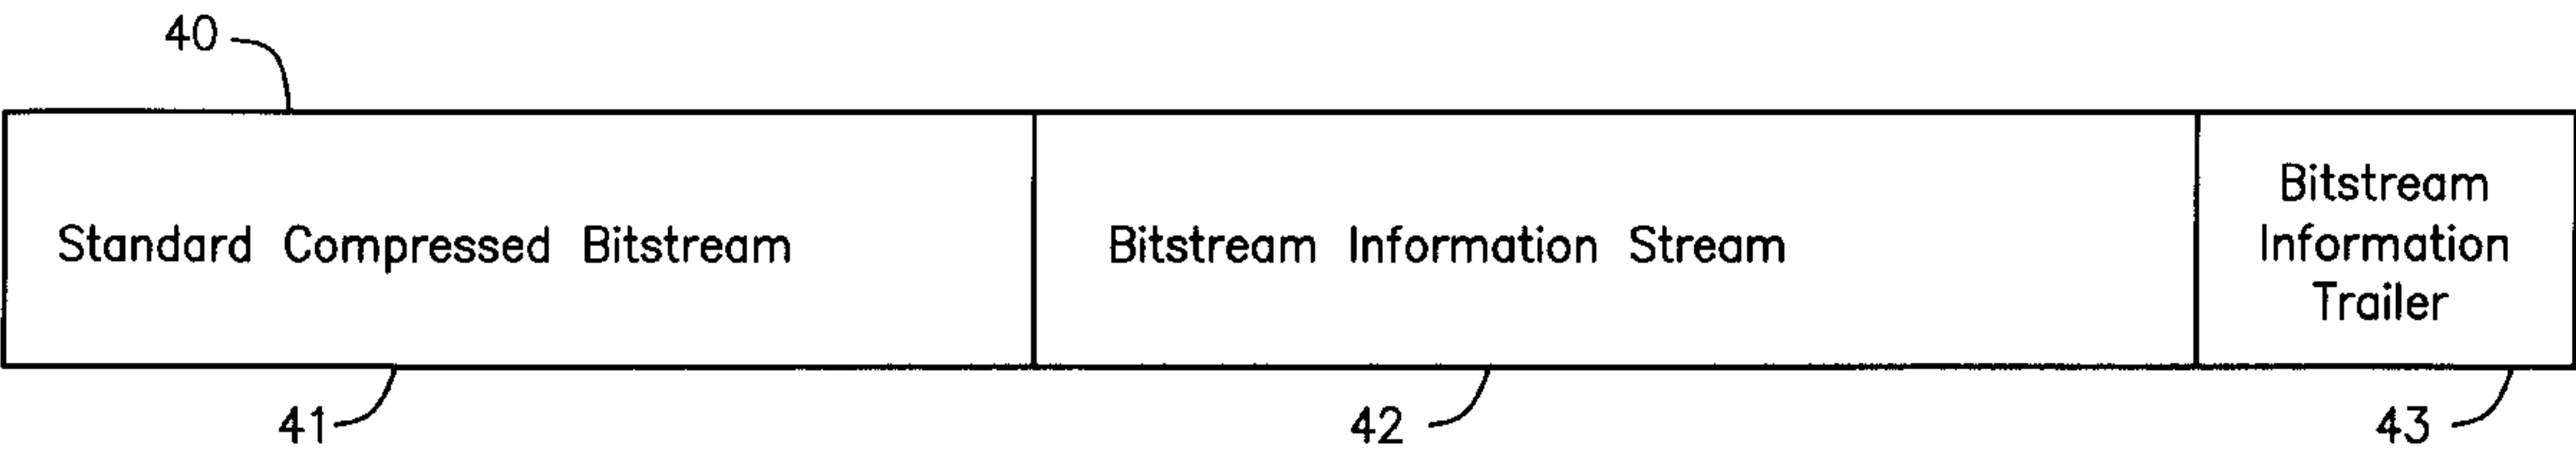 40
Standard Compressed Bitstream
Bitstream Information Stream
Bitstream
Information
Trailer
41
42
43